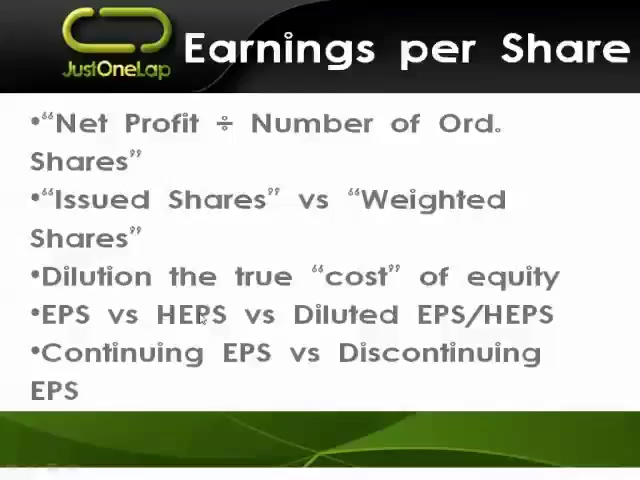 JustOneLap
Earnings per Share
•“Net Profit ÷ Number of Ord.
Shares”
•“Issued Shares” vs “Weighted
Shares”
•Dilution the true “cost” of equity
•EPS vs HEPS vs Diluted EPS/HEPS
•Continuing EPS vs Discontinuing
EPS